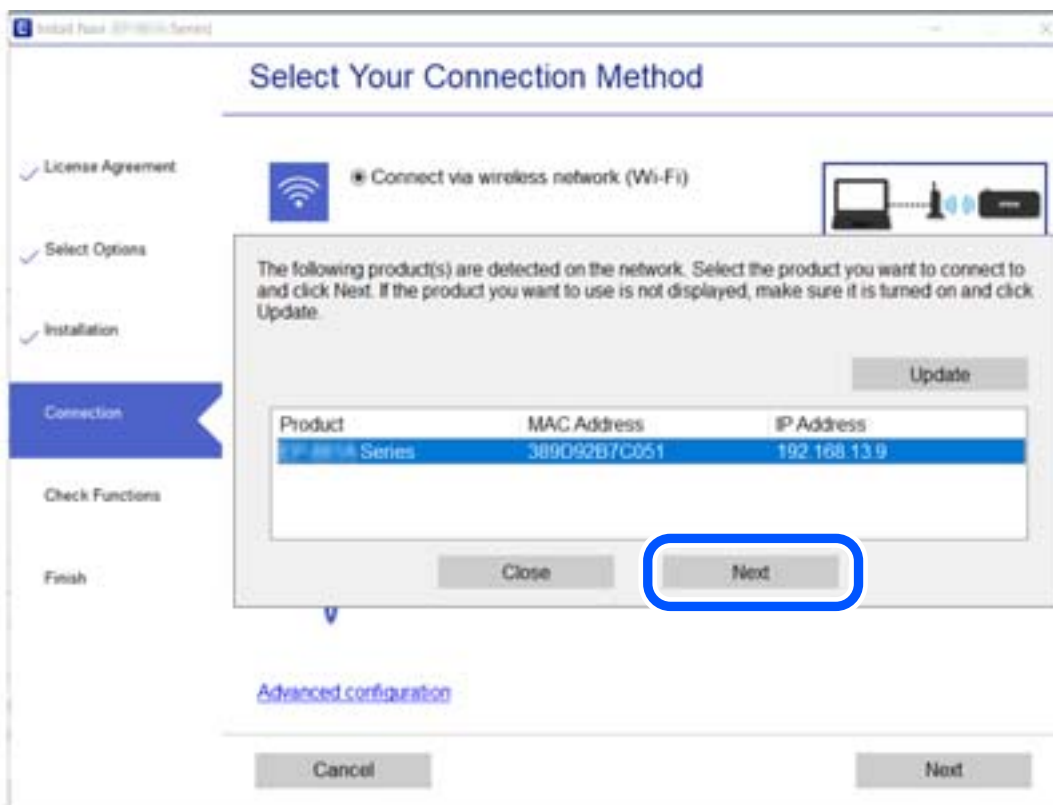 E
Select Your Connection Method
License Agreement
Connect via wireless network (Wi-Fi)
Select Options
The following product(s) are detected on the network. Select the product you want to connect to
and click Next. If the product you want to use is not displayed, make sure it is turned on and click
Update.
Installation
Update
Connection
Product MAC Address IP Address
Series 389D92B7C051 192.168.13.9
Check Functions
Close Next
Finish
Advanced configuration
Cancel Next